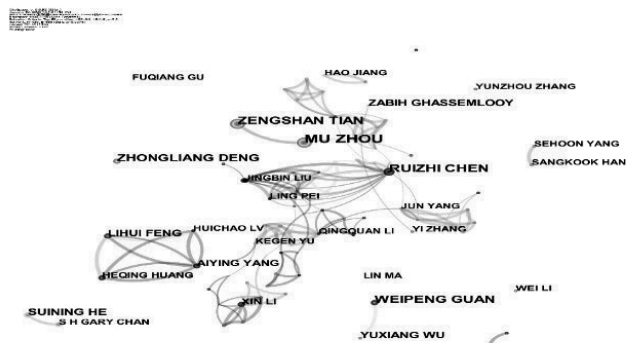 HAO JIANG
FUQIANG GU
YUNZHOU ZHANG
ZABIH GHASSEMLOOY
ZENGSHAN TIAN
MU ZHOU
SEHOON YANG
ZHONGLIANG DENG
SANGKOOK HAN
RUIZHI CHEN
JINGBIN LIU
LING PEI
JUN YANG
HUICHAO LV
LIHUI FENG
QINGQUAN LI
YI ZHANG
KEGEN YU
AIYING YANG
HEQING HUANG
LIN MA
WEI LI
XIN LI
WEIPENG GUAN
SUINING HE
S H GARY CHAN
YUXIANG WU